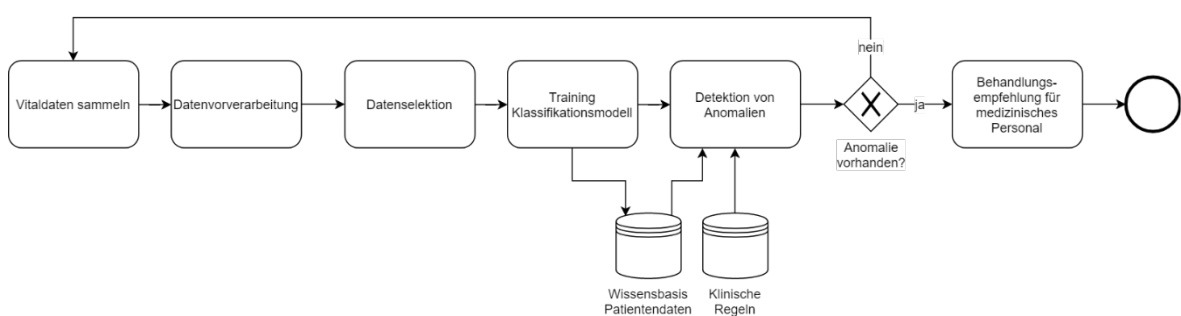 nein
Vitaldaten sammeln
Datenvorverarbeitung
Datenselektion
Training
Klassifikationsmodell
Detektion von
Anomalien
ja
Behandlungs-
empfehlung für
medizinisches
Personal
Anomalie
vorhanden?
Wissensbasis
Patientendaten
Klinische
Regeln